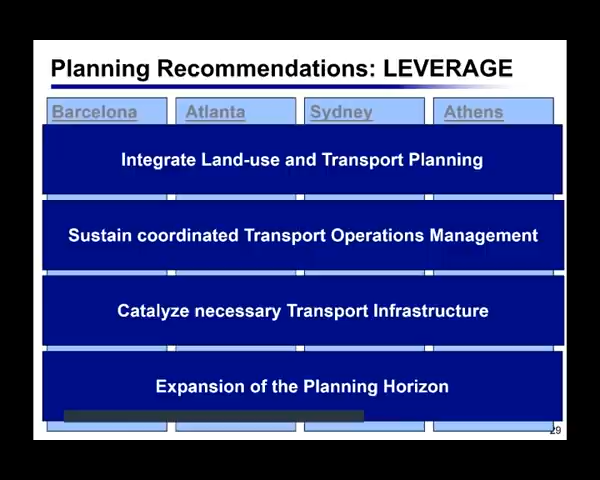 Planning Recommendations: LEVERAGE
Barcelona Atlanta Sydney Athens
Integrate Land-use and Transport Planning
Sustain coordinated Transport Operations Management
Catalyze necessary Transport Infrastructure
Expansion of the Planning Horizon
29